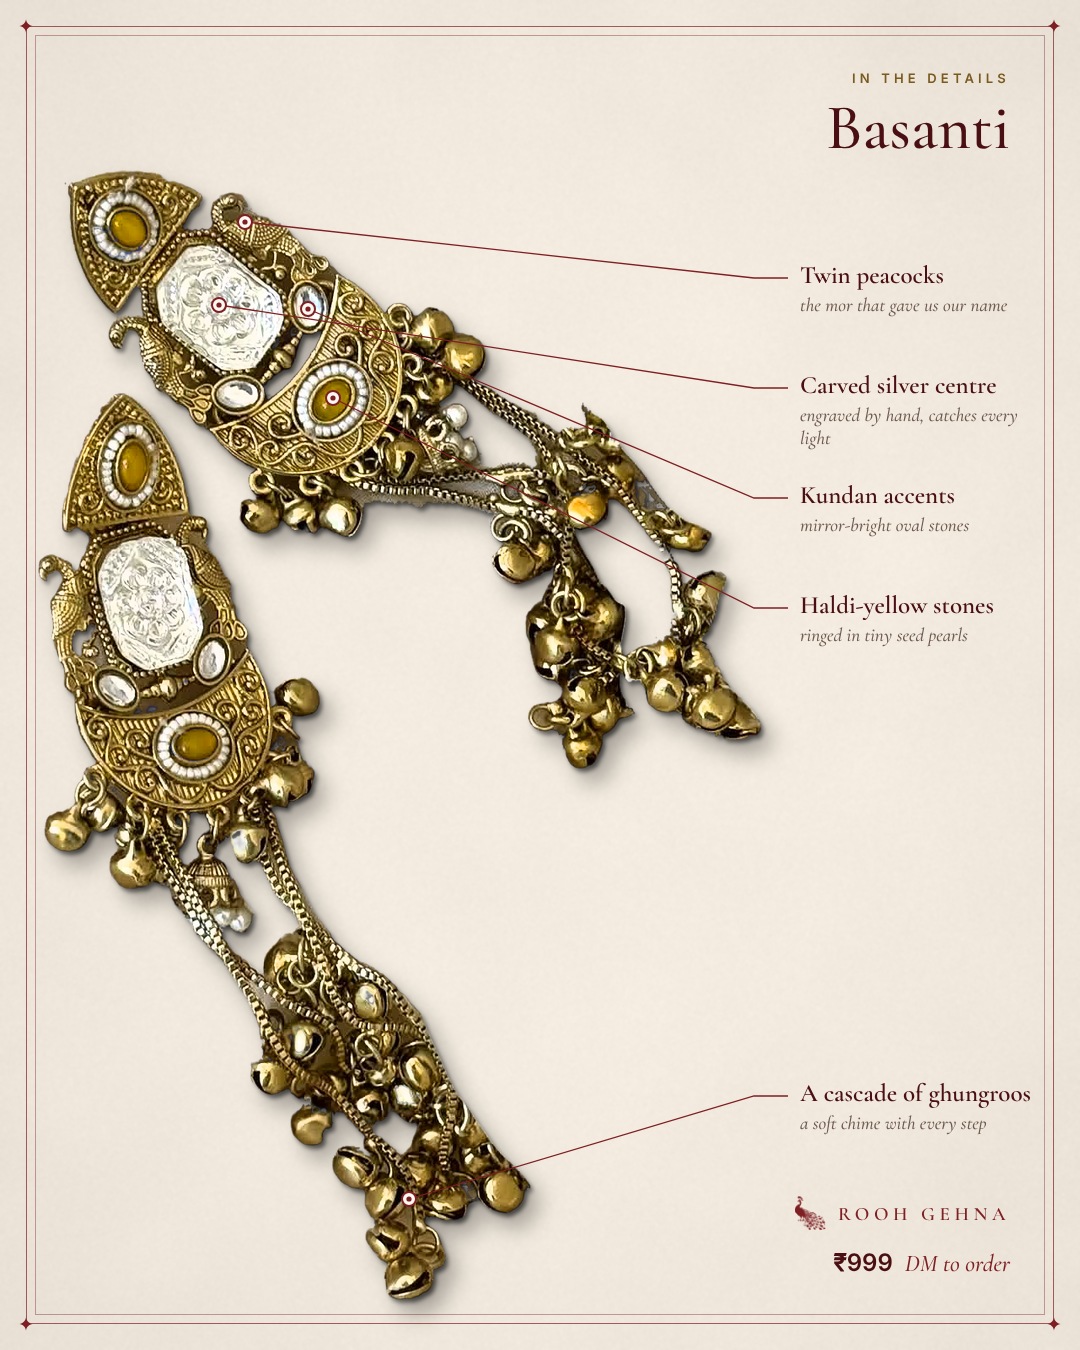 IN THE DETAILS
Basanti
Twin peacocks
the mor that gave us our name
Carved silver centre
engraved by hand, catches every
light
Kundan accents
mirror-bright oval stones
Haldi-yellow stones
ringed in tiny seed pearls
A cascade of ghungroos
a soft chime with every step
ROOH GEHNA
₹999 DM to order